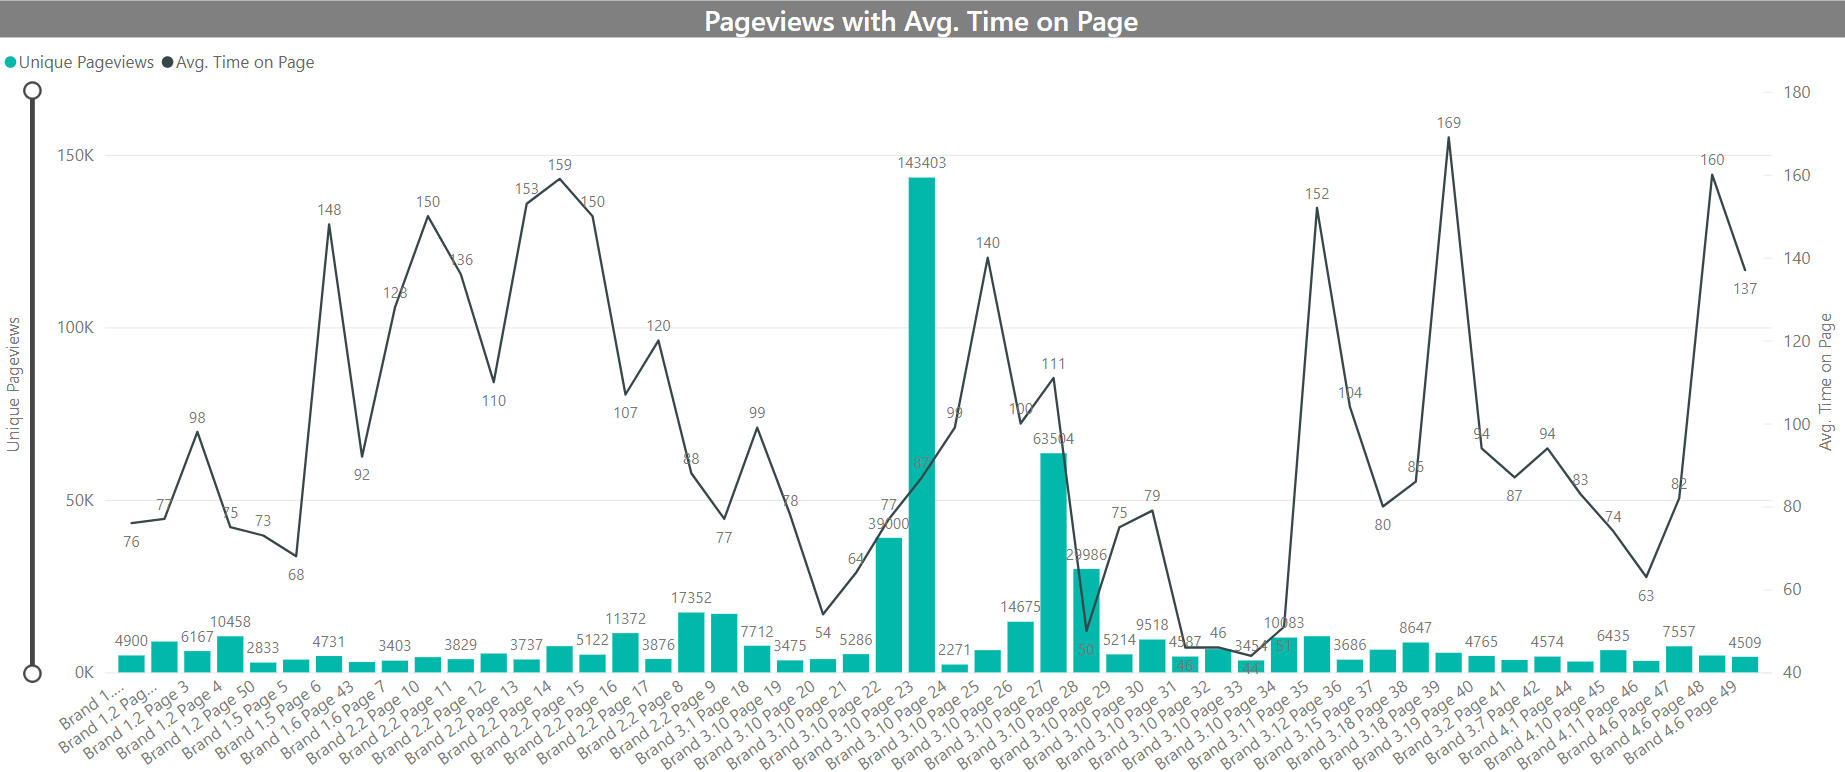 Pageviews with Avg. Time on Page
Unique Pageviews Avg. Time on Page
180
169
160
159
160
153
152
150K
150
150
148
143403
140
140
136
137
128
120
120
Unique Pageviews
Avg. Time on Page
100K
111
110
107
104
100
100
99
99
98
94
94
92
88
87
86
87
83
82
63504
50K
80
80
79
78
77
77
77
76
75
75
74
73
39000
68
64
63
29986
60
54
17352
14675
51
50
46
46
44
4900
6167
10458
2833
4731
3403
3829
3737
5122
11372
3876
7712
3475
5286
2271
5214
9518
4587
3454
10083
3686
8647
4765
4574
6435
7557
4509
0K
40
Brand 1....
Brand 1.2 Pag...
Brand 1.2 Page 3
Brand 1.2 Page 4
Brand 1.2 Page 50
Brand 1.5 Page 5
Brand 1.5 Page 6
Brand 1.6 Page 43
Brand 1.6 Page 7
Brand 2.2 Page 10
Brand 2.2 Page 11
Brand 2.2 Page 12
Brand 2.2 Page 13
Brand 2.2 Page 14
Brand 2.2 Page 15
Brand 2.2 Page 16
Brand 2.2 Page 17
Brand 2.2 Page 8
Brand 2.2 Page 9
Brand 3.1 Page 18
Brand 3.10 Page 19
Brand 3.10 Page 20
Brand 3.10 Page 21
Brand 3.10 Page 22
Brand 3.10 Page 23
Brand 3.10 Page 24
Brand 3.10 Page 25
Brand 3.10 Page 26
Brand 3.10 Page 27
Brand 3.10 Page 28
Brand 3.10 Page 29
Brand 3.10 Page 30
Brand 3.10 Page 31
Brand 3.10 Page 32
Brand 3.10 Page 33
Brand 3.10 Page 34
Brand 3.11 Page 35
Brand 3.12 Page 36
Brand 3.15 Page 37
Brand 3.18 Page 38
Brand 3.18 Page 39
Brand 3.19 Page 40
Brand 3.2 Page 41
Brand 3.7 Page 42
Brand 4.1 Page 44
Brand 4.10 Page 45
Brand 4.11 Page 46
Brand 4.6 Page 47
Brand 4.6 Page 48
Brand 4.6 Page 49